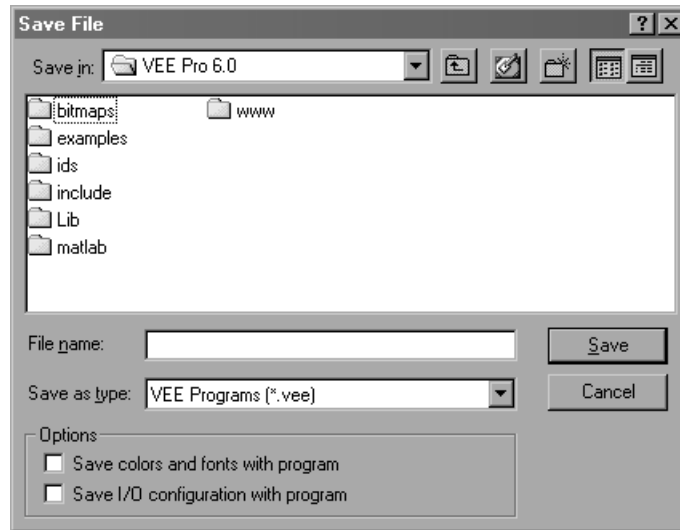 Save File
Save in: VEE Pro 6.0
bitmaps www
examples
ids
include
Lib
matlab
File name: Save
Save as type: VEE Programs (*.vee) Cancel
Options
Save colors and fonts with program
Save I/O configuration with program